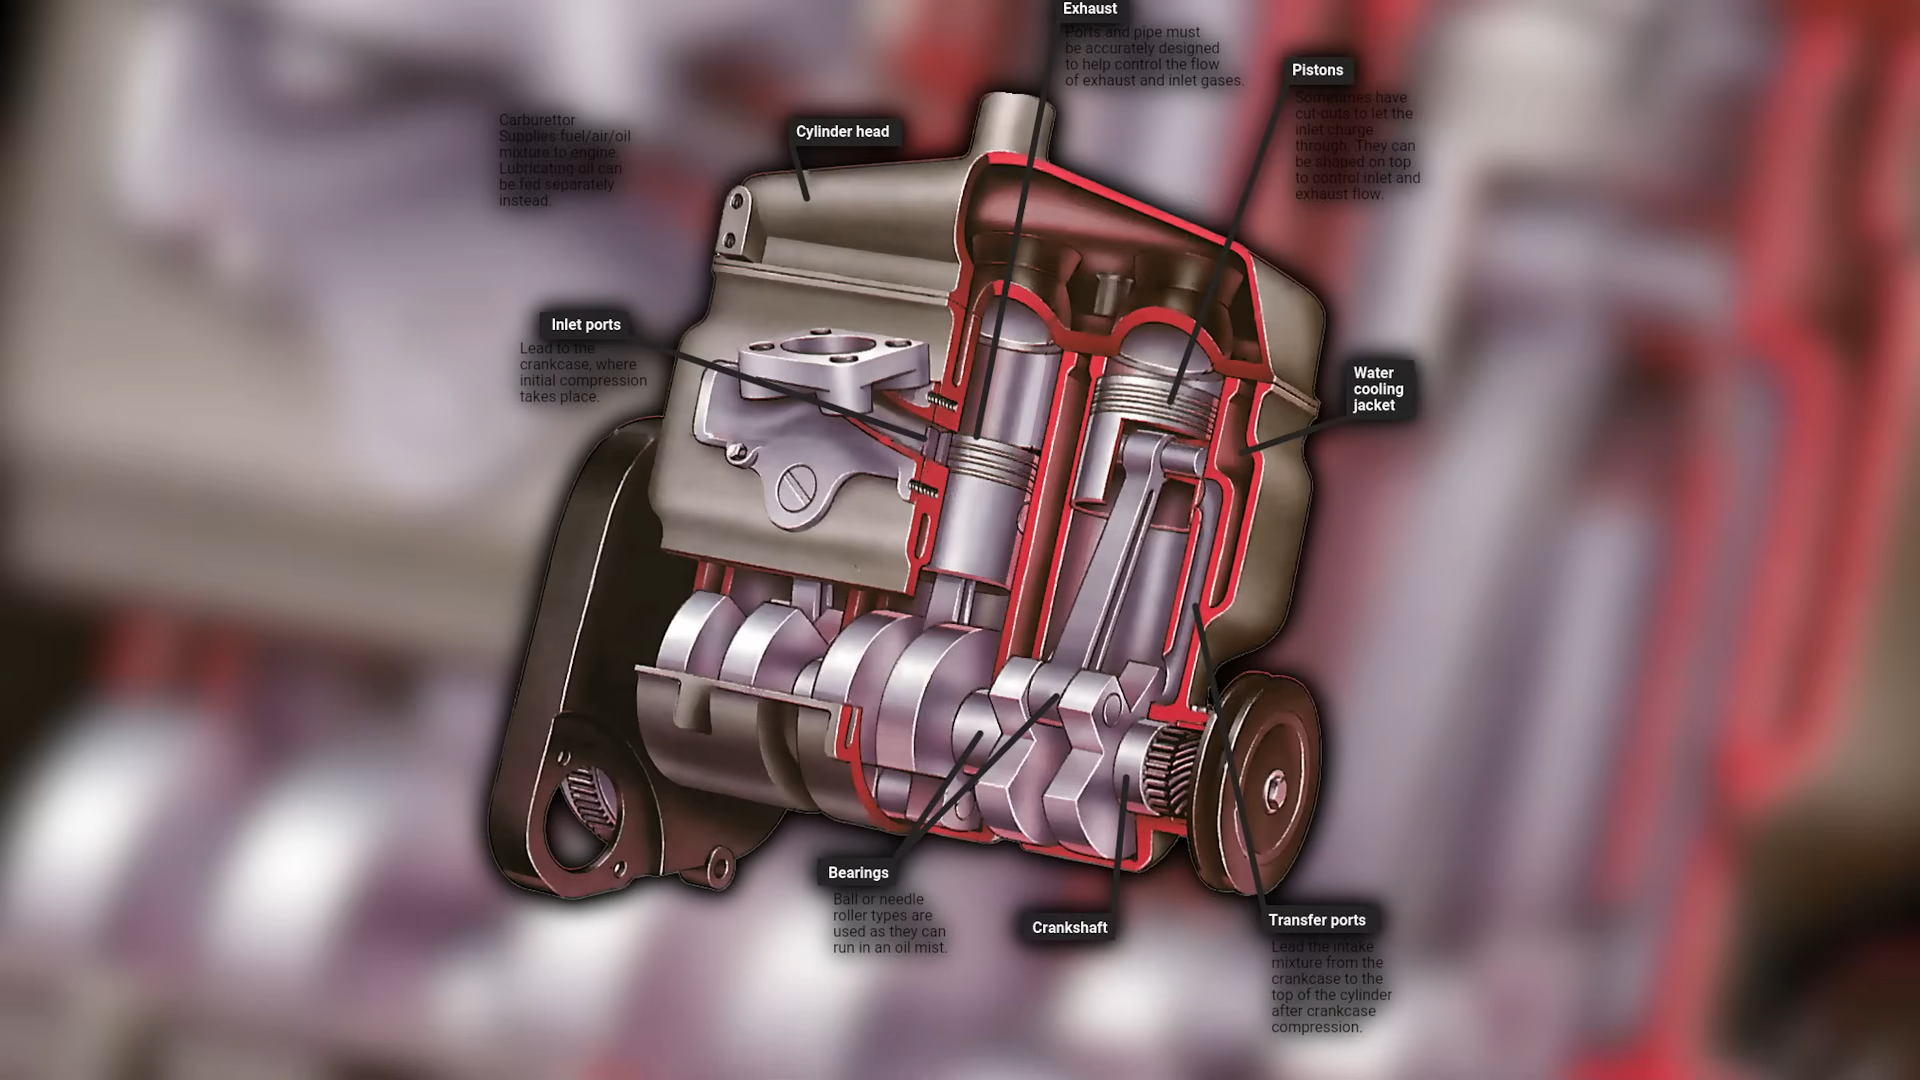 Exhaust
Ports and pipe must
be accurately designed
to help control the flow
of exhaust and inlet gases.
Pistons
Sometimes have
cut-outs to let the
inlet charge
through. They can
be shaped on top
to control inlet and
exhaust flow.
Carburettor
Supplies fuel/air/oil
mixture to engine.
Lubricating oil can
be fed separately
instead.
Cylinder head
Inlet ports
Lead to the
crankcase, where
initial compression
takes place.
Water
cooling
jacket
Bearings
Ball or needle
roller types are
used as they can
run in an oil mist.
Crankshaft
Transfer ports
Lead the intake
mixture from the
crankcase to the
top of the cylinder
after crankcase
compression.